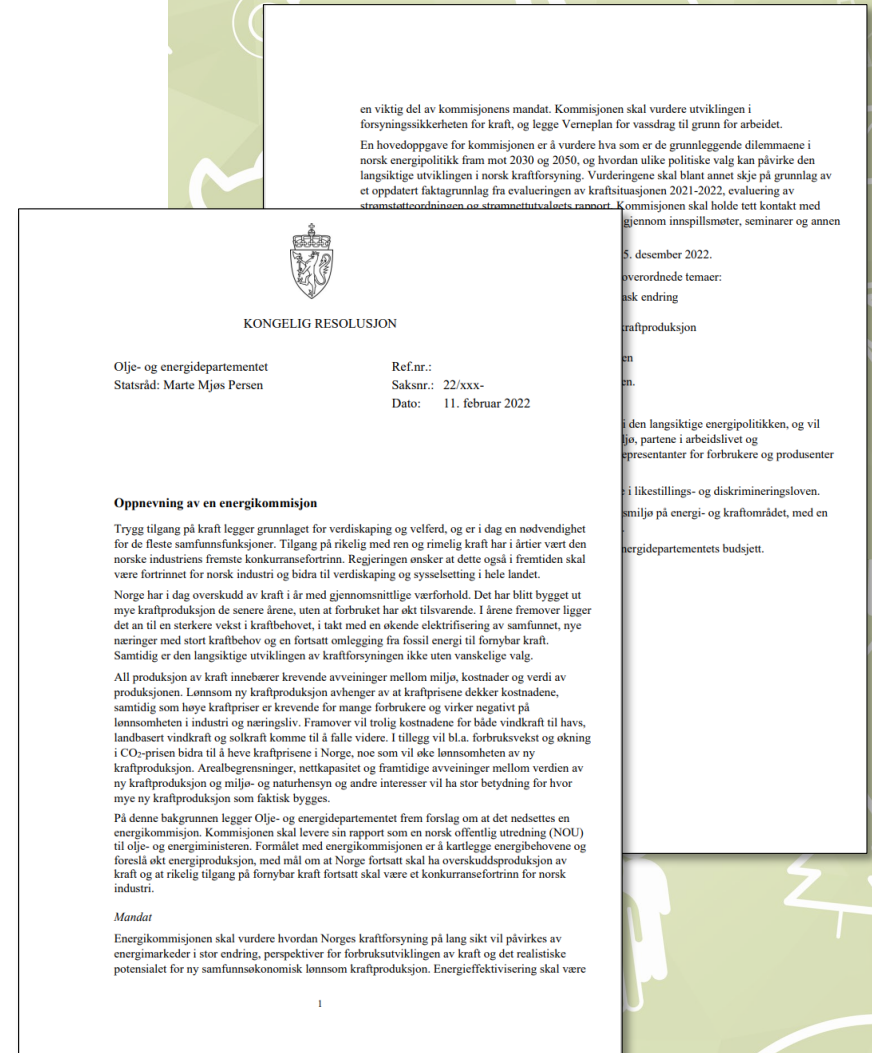 KONGELIG RESOLUSJON
Olje- og energidepartementet
Statsråd: Marte Mjøs Persen
Ref.nr.:
Saksnr.: 22/xxx-
Dato: 11. februar 2022
Oppnevning av en energikommisjon
Trygg tilgang på kraft legger grunnlaget for verdiskaping og velferd, og er i dag en nødvendighet
for de fleste samfunnsfunksjoner. Tilgang på rikelig med ren og rimelig kraft har i årtier vært den
norske industriens fremste konkurransefortrinn. Regjeringen ønsker at dette også i fremtiden skal
være fortrinnet for norsk industri og bidra til verdiskaping og sysselsetting i hele landet.
Norge har i dag overskudd av kraft i år med gjennomsnittlige værforhold. Det har blitt bygget ut
mye kraftproduksjon de senere årene, uten at forbruket har økt tilsvarende. I årene fremover ligger
det an til en sterkere vekst i kraftbehovet, i takt med en økende elektrifisering av samfunnet, nye
næringer med stort kraftbehov og en fortsatt omlegging fra fossil energi til fornybar kraft.
Samtidig er den langsiktige utviklingen av kraftforsyningen ikke uten vanskelige valg.
All produksjon av kraft innebærer krevende avveininger mellom miljø, kostnader og verdi av
produksjonen. Lønnsom ny kraftproduksjon avhenger av at kraftprisene dekker kostnadene,
samtidig som høye kraftpriser er krevende for mange forbrukere og virker negativt på
lønnsomheten i industri og næringsliv. Framover vil trolig kostnadene for både vindkraft til havs,
landbasert vindkraft og solkraft komme til å falle videre. I tillegg vil bl.a. forbruksvekst og økning
i CO₂-prisen bidra til å heve kraftprisene i Norge, noe som vil øke lønnsomheten av ny
kraftproduksjon. Arealbegrensninger, nettkapasitet og framtidige avveininger mellom verdien av
ny kraftproduksjon og miljø- og naturhensyn og andre interesser vil ha stor betydning for hvor
mye ny kraftproduksjon som faktisk bygges.
På denne bakgrunnen legger Olje- og energidepartementet frem forslag om at det nedsettes en
energikommisjon. Kommisjonen skal levere sin rapport som en norsk offentlig utredning (NOU)
til olje- og energiministeren. Formålet med energikommisjonen er å kartlegge energibehovene og
foreslå økt energiproduksjon, med mål om at Norge fortsatt skal ha overskuddsproduksjon av
kraft og at rikelig tilgang på fornybar kraft fortsatt skal være et konkurransefortrinn for norsk
industri.
Mandat
Energikommisjonen skal vurdere hvordan Norges kraftforsyning på lang sikt vil påvirkes av
energimarkeder i stor endring, perspektiver for forbruksutviklingen av kraft og det realistiske
potensialet for ny samfunnsøkonomisk lønnsom kraftproduksjon. Energieffektivisering skal være
1
en viktig del av kommisjonens mandat. Kommisjonen skal vurdere utviklingen i
forsyningssikkerheten for kraft, og legge Verneplan for vassdrag til grunn for arbeidet.
En hovedoppgave for kommisjonen er å vurdere hva som er de grunnleggende dilemmaene i
norsk energipolitikk fram mot 2030 og 2050, og hvordan ulike politiske valg kan påvirke den
langsiktige utviklingen i norsk kraftforsyning. Vurderingene skal blant annet skje på grunnlag av
et oppdatert faktagrunnlag fra evalueringen av kraftsituasjonen 2021-2022, evaluering av
strømstøtteordningen og strømnettutvalgets rapport. Kommisjonen skal holde tett kontakt med
gjennom innspillsmøter, seminarer og annen
5. desember 2022.
overordnede temaer:
ask endring
kraftproduksjon
en
en.
i den langsiktige energipolitikken, og vil
ljø, partene i arbeidslivet og
epresentanter for forbrukere og produsenter
i likestillings- og diskrimineringsloven.
smiljø på energi- og kraftområdet, med en
nergidepartementets budsjett.